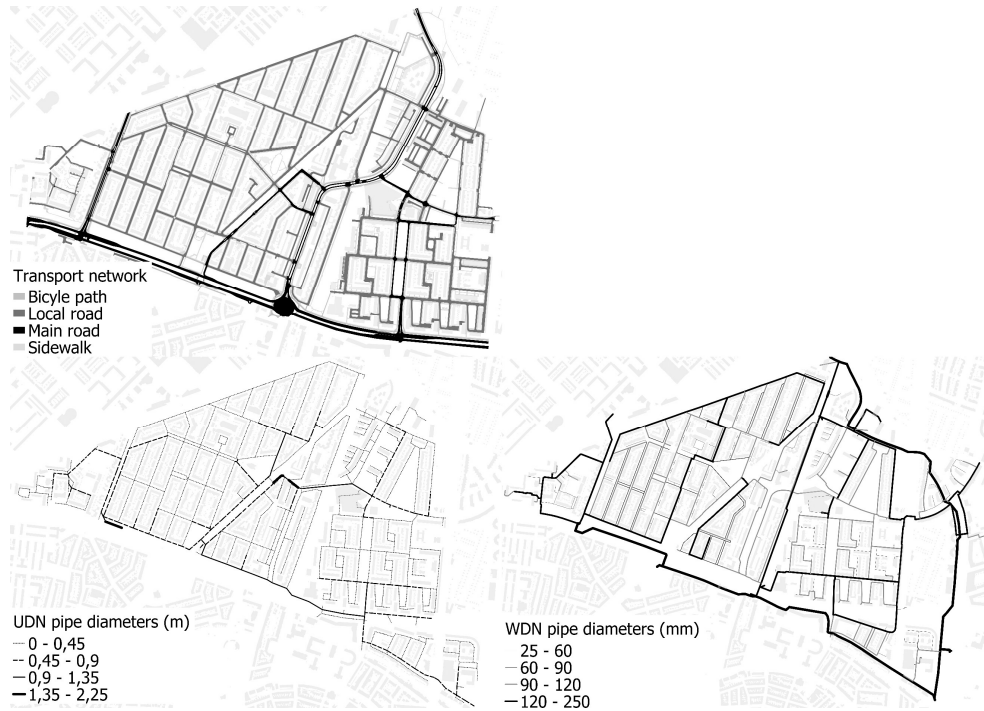 Transport network
Bicyle path
Local road
Main road
Sidewalk
UDN pipe diameters (m)
0 - 0,45
0,45 - 0,9
0,9 - 1,35
1,35 - 2,25
WDN pipe diameters (mm)
25 - 60
60 - 90
90 - 120
120 - 250